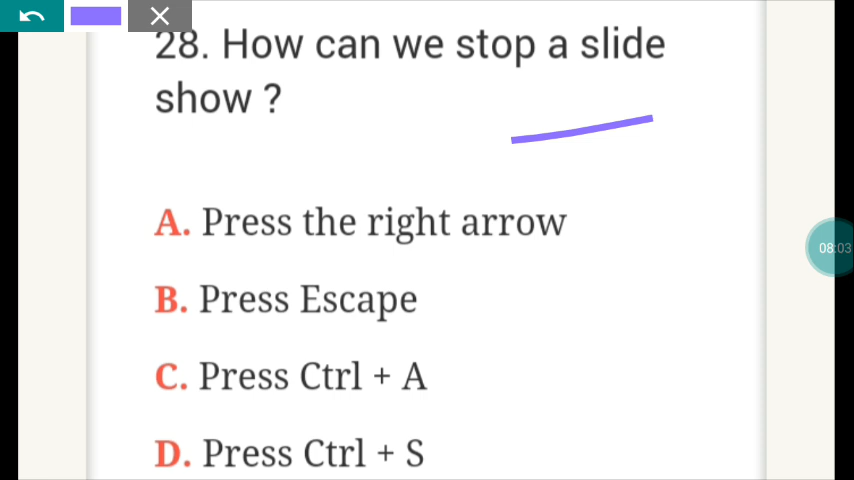 28. How can we stop a slide
show ?
A. Press the right arrow
08:03
B. Press Escape
C. Press Ctrl + A
D. Press Ctrl + S